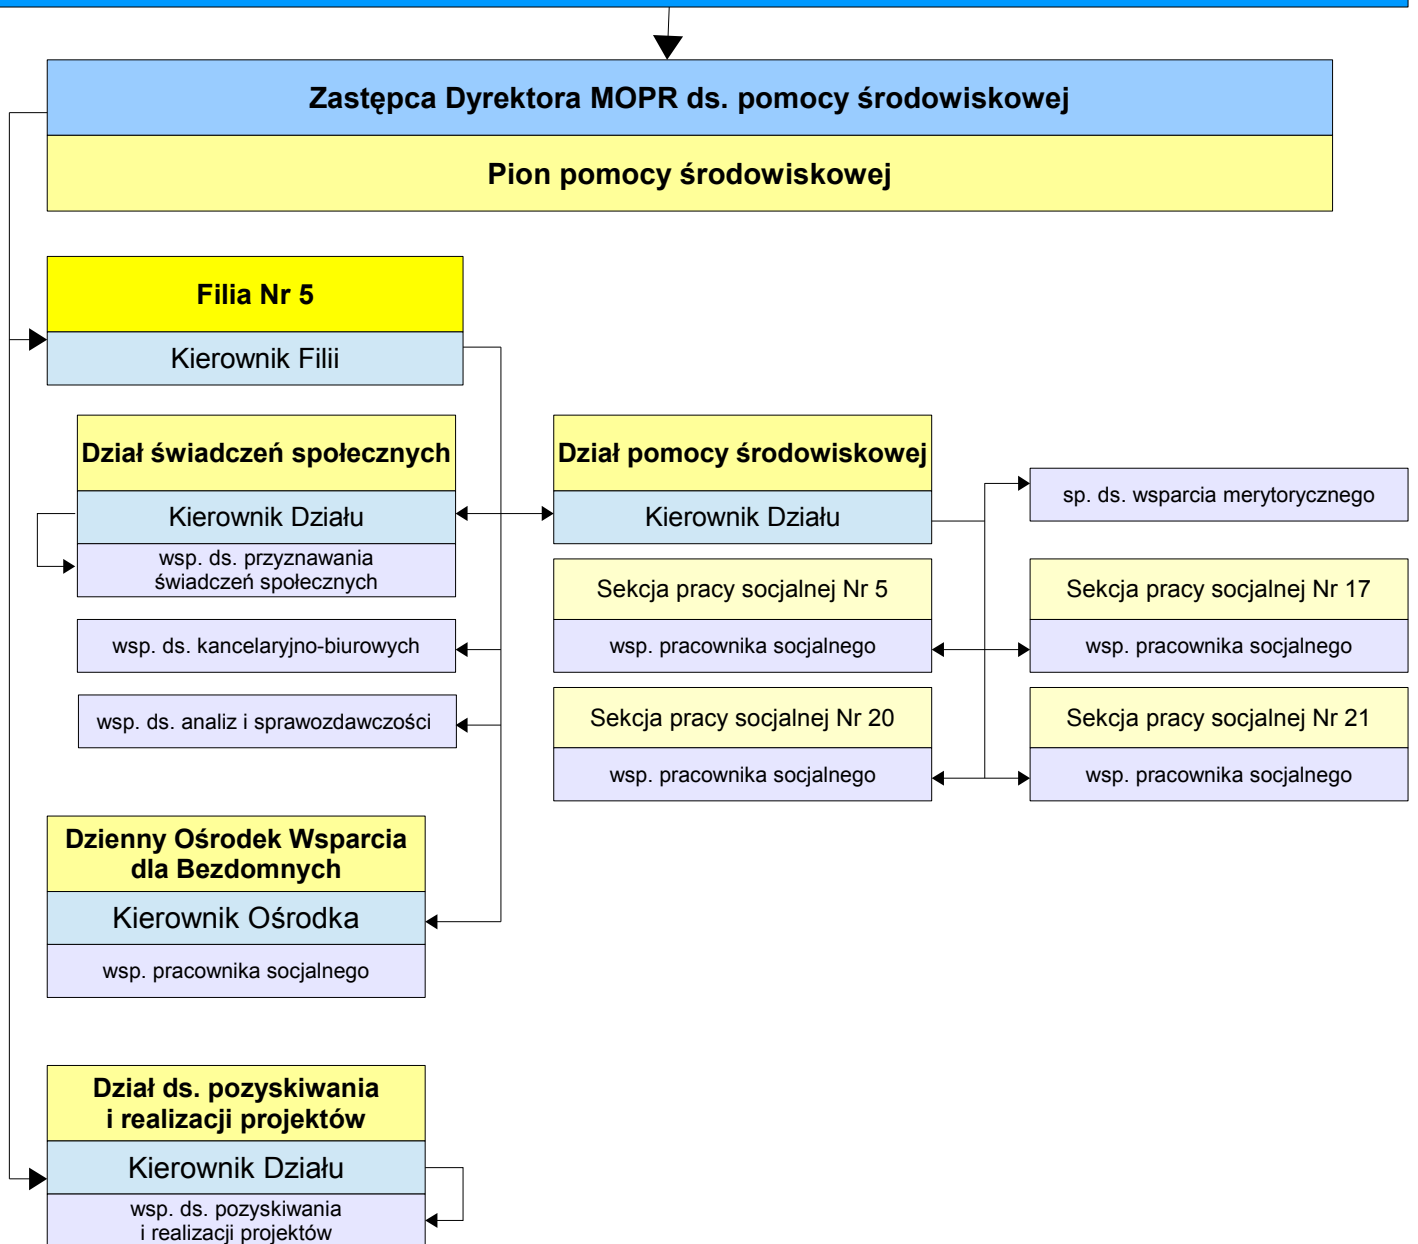 Zastępca Dyrektora MOPR ds. pomocy środowiskowej
Pion pomocy środowiskowej
Filia Nr 5
Kierownik Filii
Dział świadczeń społecznych
Kierownik Działu
wsp. ds. przyznawania
świadczeń społecznych
wsp. ds. kancelaryjno-biurowych
wsp. ds. analiz i sprawozdawczości
Dział pomocy środowiskowej
Kierownik Działu
sp. ds. wsparcia merytorycznego
Sekcja pracy socjalnej Nr 5
wsp. pracownika socjalnego
Sekcja pracy socjalnej Nr 17
wsp. pracownika socjalnego
Sekcja pracy socjalnej Nr 20
wsp. pracownika socjalnego
Sekcja pracy socjalnej Nr 21
wsp. pracownika socjalnego
Dzienny Ośrodek Wsparcia
dla Bezdomnych
Kierownik Ośrodka
wsp. pracownika socjalnego
Dział ds. pozyskiwania
i realizacji projektów
Kierownik Działu
wsp. ds. pozyskiwania
i realizacji projektów